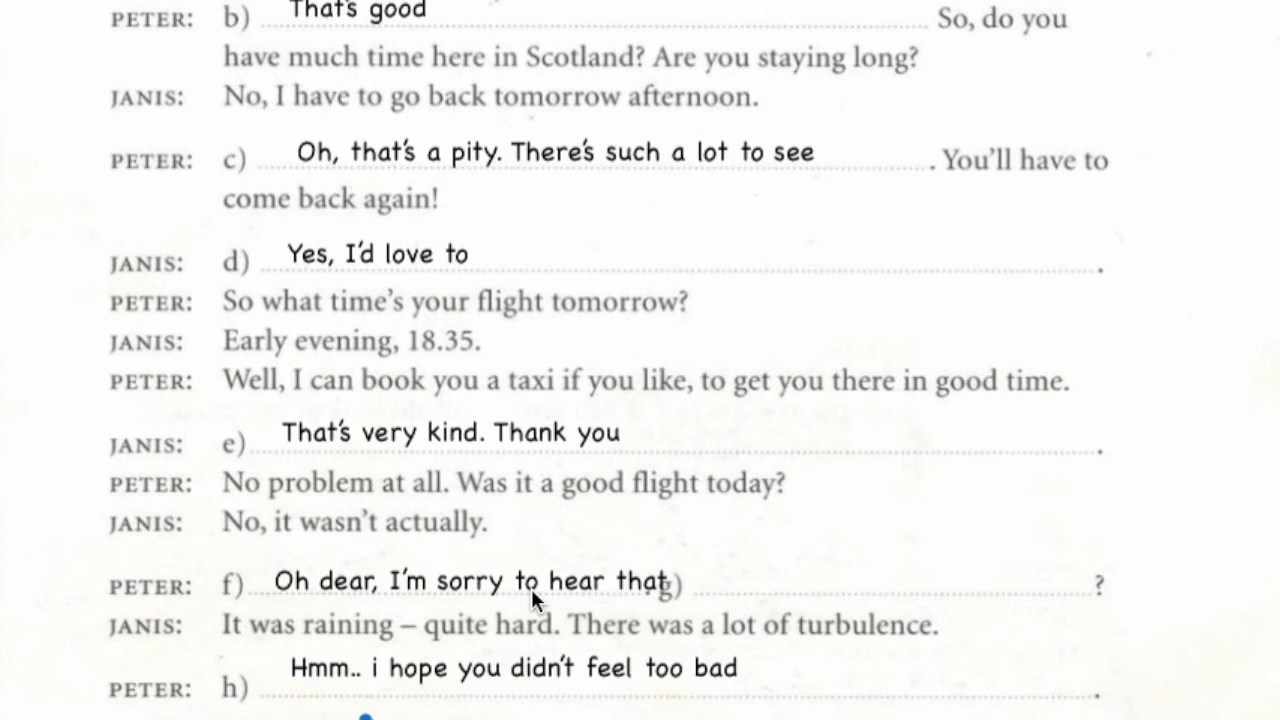 PETER: b) That's good So, do you
have much time here in Scotland? Are you staying long?
JANIS: No, I have to go back tomorrow afternoon.
PETER: c) Oh, that's a pity. There's such a lot to see . You'll have to
come back again!
JANIS: d) Yes, I'd love to .
PETER: So what time's your flight tomorrow?
JANIS: Early evening, 18.35.
PETER: Well, I can book you a taxi if you like, to get you there in good time.
JANIS: e) That's very kind. Thank you .
PETER: No problem at all. Was it a good flight today?
JANIS: No, it wasn't actually.
PETER: f) Oh dear, I'm sorry to hear that g) ?
JANIS: It was raining – quite hard. There was a lot of turbulence.
PETER: h) Hmm.. i hope you didn't feel too bad .